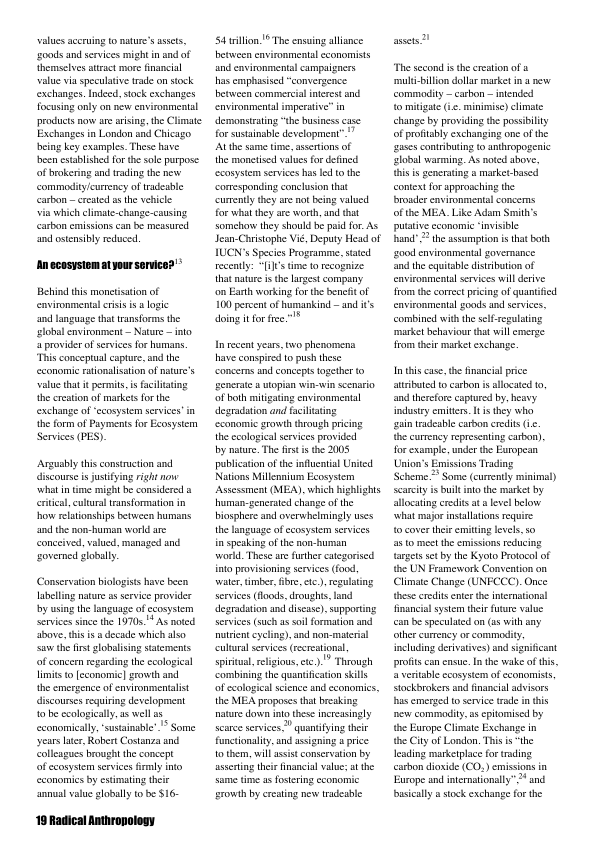 values accruing to nature's assets,
goods and services might in and of
themselves attract more financial
value via speculative trade on stock
exchanges. Indeed, stock exchanges
focusing only on new environmental
products now are arising, the Climate
Exchanges in London and Chicago
being key examples. These have
been established for the sole purpose
of brokering and trading the new
commodity/currency of tradeable
carbon – created as the vehicle
via which climate-change-causing
carbon emissions can be measured
and ostensibly reduced.
An ecosystem at your service?13
Behind this monetisation of
environmental crisis is a logic
and language that transforms the
global environment – Nature – into
a provider of services for humans.
This conceptual capture, and the
economic rationalisation of nature's
value that it permits, is facilitating
the creation of markets for the
exchange of 'ecosystem services' in
the form of Payments for Ecosystem
Services (PES).
Arguably this construction and
discourse is justifying right now
what in time might be considered a
critical, cultural transformation in
how relationships between humans
and the non-human world are
conceived, valued, managed and
governed globally.
Conservation biologists have been
labelling nature as service provider
by using the language of ecosystem
services since the 1970s.14 As noted
above, this is a decade which also
saw the first globalising statements
of concern regarding the ecological
limits to [economic] growth and
the emergence of environmentalist
discourses requiring development
to be ecologically, as well as
economically, 'sustainable'.15 Some
years later, Robert Costanza and
colleagues brought the concept
of ecosystem services firmly into
economics by estimating their
annual value globally to be $16-
54 trillion.16 The ensuing alliance
between environmental economists
and environmental campaigners
has emphasised "convergence
between commercial interest and
environmental imperative" in
demonstrating "the business case
for sustainable development".17
At the same time, assertions of
the monetised values for defined
ecosystem services has led to the
corresponding conclusion that
currently they are not being valued
for what they are worth, and that
somehow they should be paid for. As
Jean-Christophe Vié, Deputy Head of
IUCN's Species Programme, stated
recently: "[i]t's time to recognize
that nature is the largest company
on Earth working for the benefit of
100 percent of humankind – and it's
doing it for free."18
In recent years, two phenomena
have conspired to push these
concerns and concepts together to
generate a utopian win-win scenario
of both mitigating environmental
degradation and facilitating
economic growth through pricing
the ecological services provided
by nature. The first is the 2005
publication of the influential United
Nations Millennium Ecosystem
Assessment (MEA), which highlights
human-generated change of the
biosphere and overwhelmingly uses
the language of ecosystem services
in speaking of the non-human
world. These are further categorised
into provisioning services (food,
water, timber, fibre, etc.), regulating
services (floods, droughts, land
degradation and disease), supporting
services (such as soil formation and
nutrient cycling), and non-material
cultural services (recreational,
spiritual, religious, etc.).19 Through
combining the quantification skills
of ecological science and economics,
the MEA proposes that breaking
nature down into these increasingly
scarce services,20 quantifying their
functionality, and assigning a price
to them, will assist conservation by
asserting their financial value; at the
same time as fostering economic
growth by creating new tradeable
assets.21
The second is the creation of a
multi-billion dollar market in a new
commodity – carbon – intended
to mitigate (i.e. minimise) climate
change by providing the possibility
of profitably exchanging one of the
gases contributing to anthropogenic
global warming. As noted above,
this is generating a market-based
context for approaching the
broader environmental concerns
of the MEA. Like Adam Smith's
putative economic 'invisible
hand',22 the assumption is that both
good environmental governance
and the equitable distribution of
environmental services will derive
from the correct pricing of quantified
environmental goods and services,
combined with the self-regulating
market behaviour that will emerge
from their market exchange.
In this case, the financial price
attributed to carbon is allocated to,
and therefore captured by, heavy
industry emitters. It is they who
gain tradeable carbon credits (i.e.
the currency representing carbon),
for example, under the European
Union's Emissions Trading
Scheme.23 Some (currently minimal)
scarcity is built into the market by
allocating credits at a level below
what major installations require
to cover their emitting levels, so
as to meet the emissions reducing
targets set by the Kyoto Protocol of
the UN Framework Convention on
Climate Change (UNFCCC). Once
these credits enter the international
financial system their future value
can be speculated on (as with any
other currency or commodity,
including derivatives) and significant
profits can ensue. In the wake of this,
a veritable ecosystem of economists,
stockbrokers and financial advisors
has emerged to service trade in this
new commodity, as epitomised by
the Europe Climate Exchange in
the City of London. This is "the
leading marketplace for trading
carbon dioxide (CO2) emissions in
Europe and internationally",24 and
basically a stock exchange for the
19 Radical Anthropology